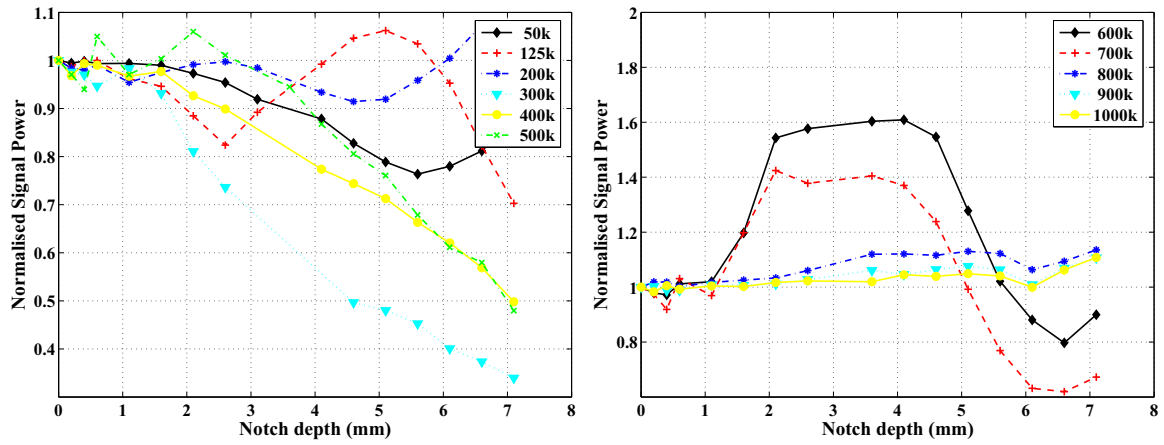 Normalised Signal Power
1.1
1
0.9
0.8
0.7
0.6
0.5
0.4
0
1
2
3
4
5
6
7
8
Notch depth (mm)
50k
125k
200k
300k
400k
500k
Normalised Signal Power
2
1.8
1.6
1.4
1.2
1
0.8
0
1
2
3
4
5
6
7
8
Notch depth (mm)
600k
700k
800k
900k
1000k